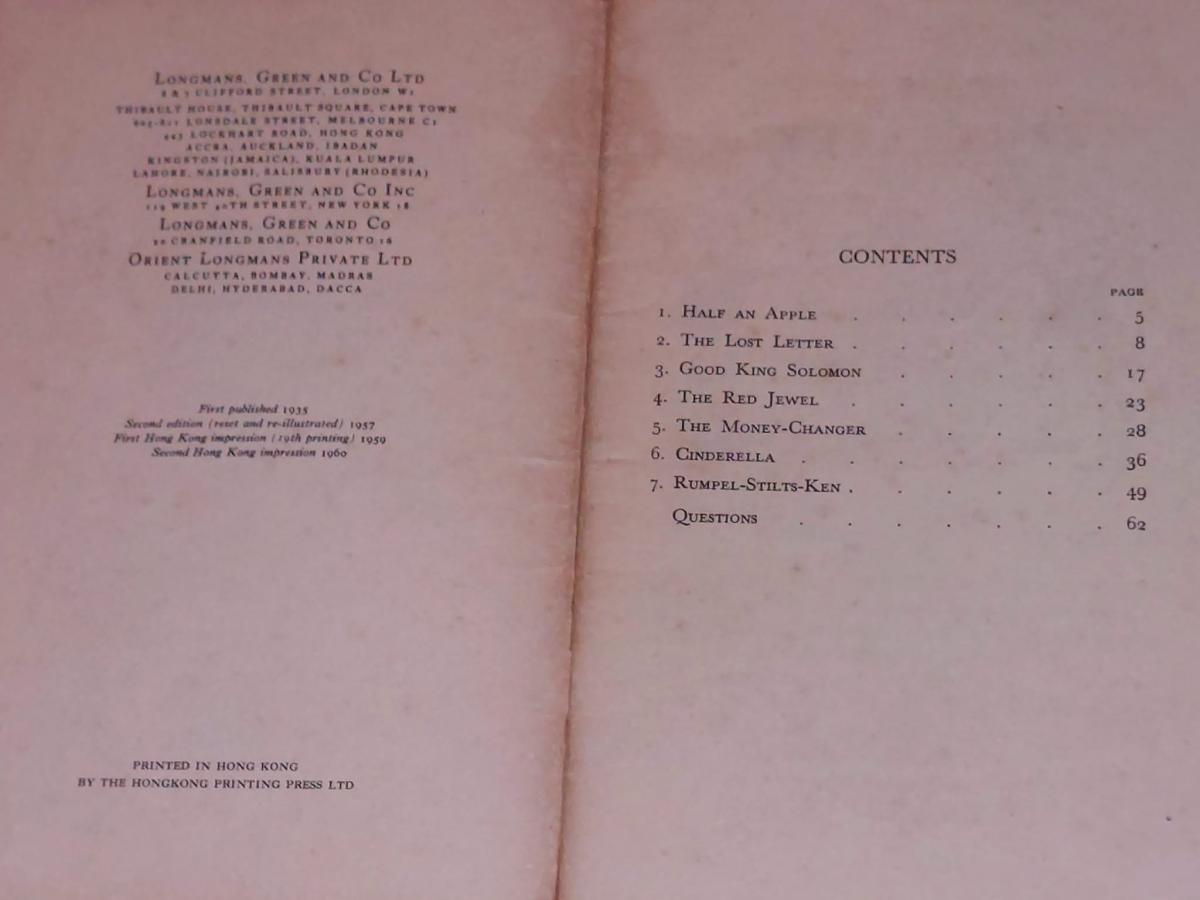 LONGMANS, GREEN AND CO LTD
6 & 7 CLIFFORD STREET, LONDON W1
THIBAULT HOUSE, THIBAULT SQUARE, CAPE TOWN
605-611 LONSDALE STREET, MELBOURNE C1
443 LOCKHART ROAD, HONG KONG
ACCRA, AUCKLAND, IBADAN
KINGSTON (JAMAICA), KUALA LUMPUR
LAHORE, NAIROBI, SALISBURY (RHODESIA)
LONGMANS, GREEN AND CO INC
119 WEST 40TH STREET, NEW YORK 18
LONGMANS, GREEN AND CO
20 CRANFIELD ROAD, TORONTO 16
ORIENT LONGMANS PRIVATE LTD
CALCUTTA, BOMBAY, MADRAS
DELHI, HYDERABAD, DACCA
First published 1935
Second edition (reset and re-illustrated) 1957
First Hong Kong impression (19th printing) 1959
Second Hong Kong impression 1960
PRINTED IN HONG KONG
BY THE HONGKONG PRINTING PRESS LTD
CONTENTS
PAGE
1. HALF AN APPLE . . . . . . 5
2. THE LOST LETTER . . . . . . 8
3. GOOD KING SOLOMON . . . . . 17
4. THE RED JEWEL . . . . . . 23
5. THE MONEY-CHANGER . . . . . 28
6. CINDERELLA . . . . . . . 36
7. RUMPEL-STILTS-KEN . . . . . . 49
QUESTIONS . . . . . . . 62